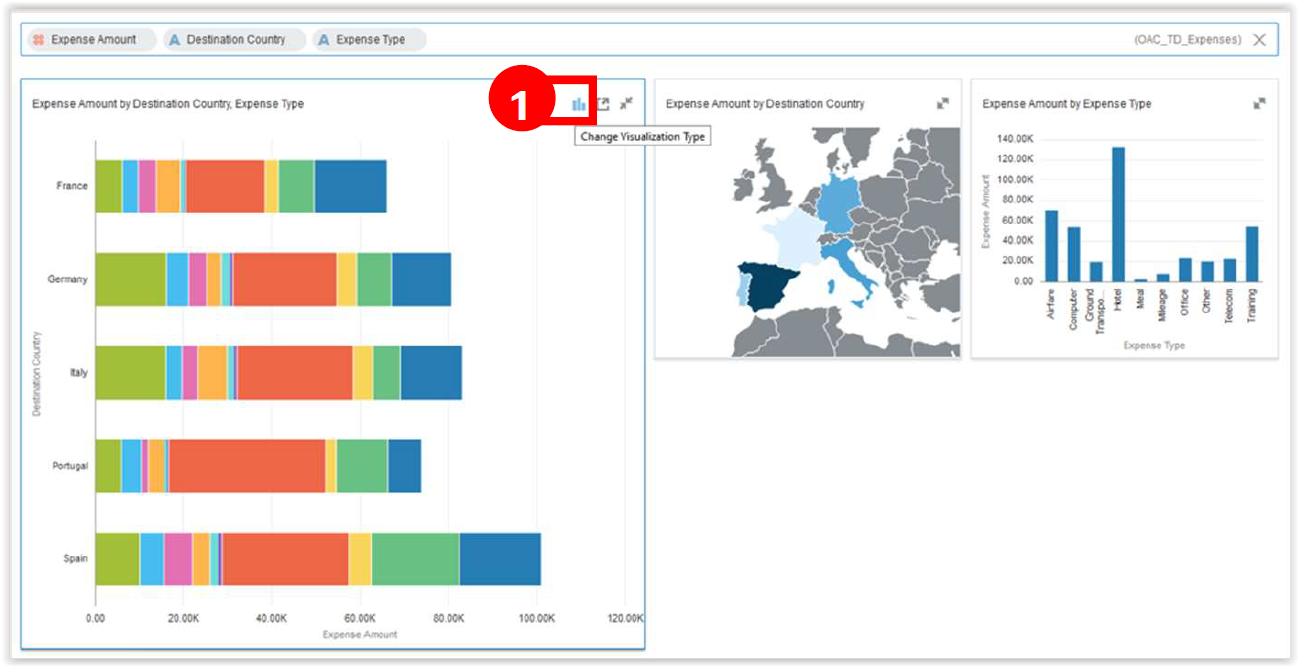 Expense Amount
A Destination Country
A Expense Type
(OAC_TD_Expenses)
Expense Amount by Destination Country, Expense Type
1
Change Visualization Type
France
Germany
Italy
Portugal
Spain
Destination Country
0.00
20.00K
40.00K
60.00K
80.00K
100.00K
120.00K
Expense Amount
Expense Amount by Destination Country
Expense Amount by Expense Type
140.00K
120.00K
100.00K
80.00K
60.00K
40.00K
20.00K
0.00
Expense Amount
Airfare
Computer
Ground
Transpo...
Hotel
Meal
Mileage
Office
Other
Telecom
Training
Expense Type